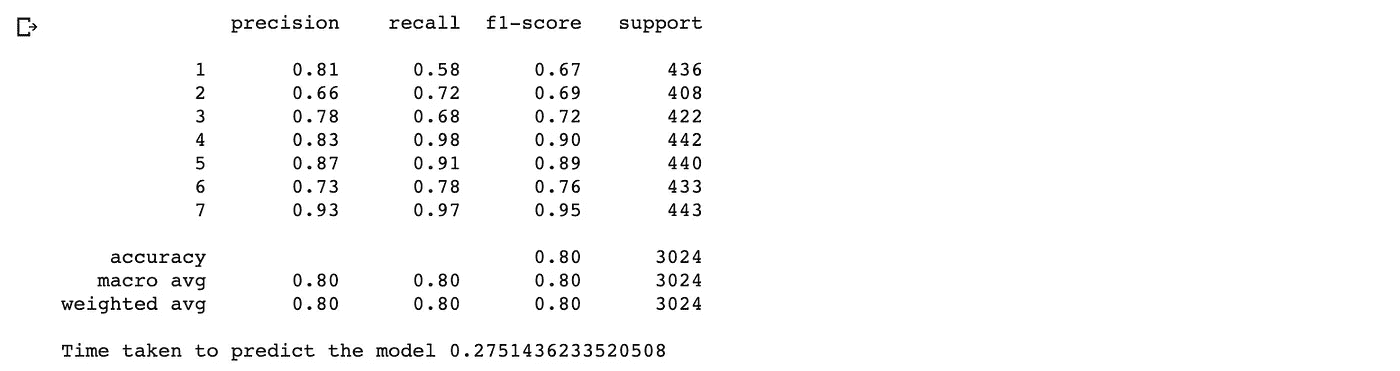 precision recall f1-score support
1 0.81 0.58 0.67 436
2 0.66 0.72 0.69 408
3 0.78 0.68 0.72 422
4 0.83 0.98 0.90 442
5 0.87 0.91 0.89 440
6 0.73 0.78 0.76 433
7 0.93 0.97 0.95 443
accuracy 0.80 3024
macro avg 0.80 0.80 0.80 3024
weighted avg 0.80 0.80 0.80 3024
Time taken to predict the model 0.2751436233520508